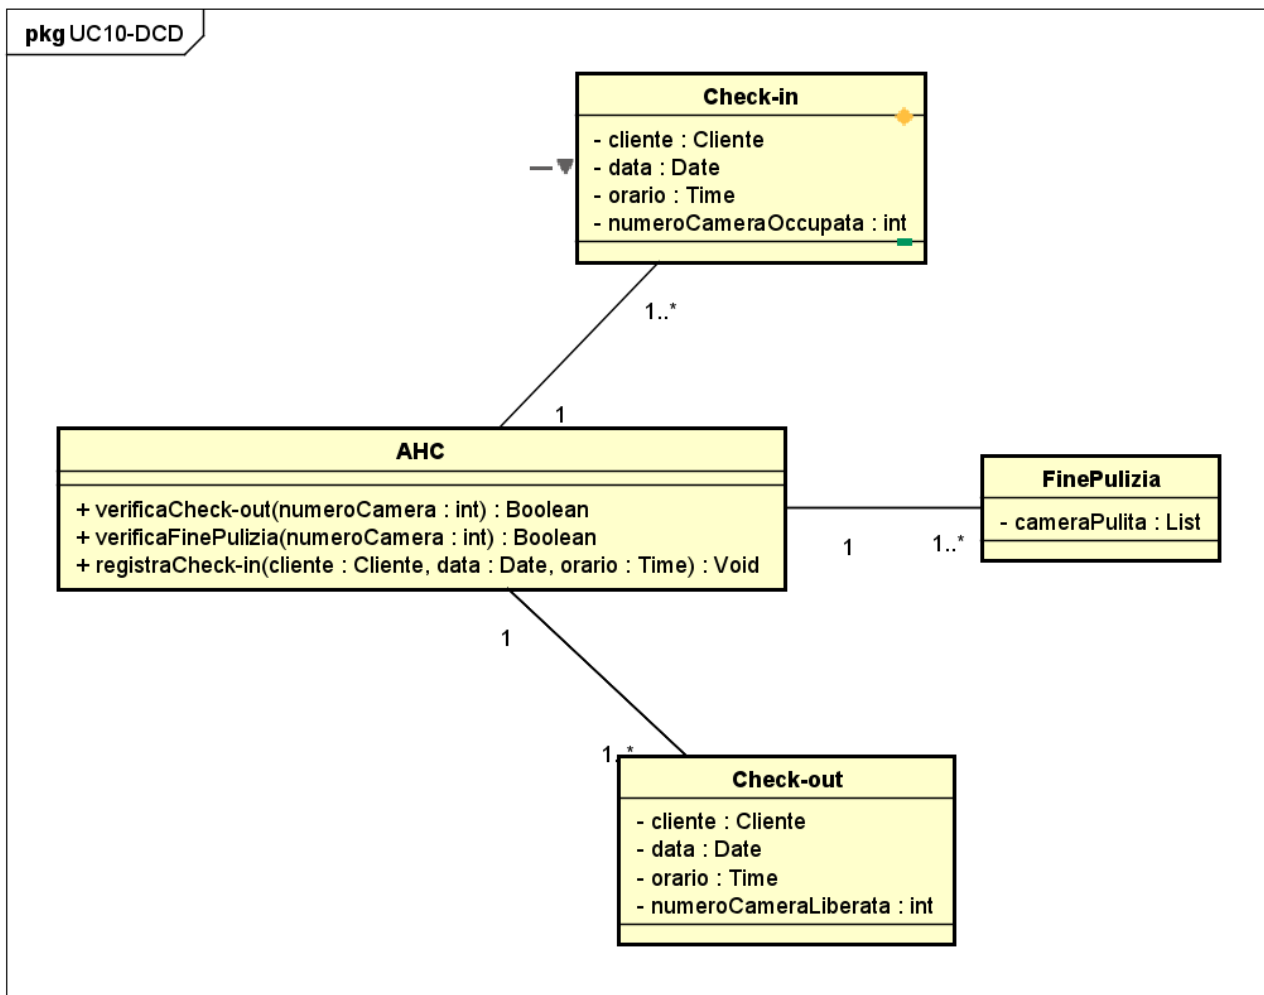 pkg UC10-DCD
Check-in
- cliente : Cliente
- data : Date
- orario : Time
- numeroCameraOccupata : int
1..*
1
AHC
+ verificaCheck-out(numeroCamera : int) : Boolean
+ verificaFinePulizia(numeroCamera : int) : Boolean
+ registraCheck-in(cliente : Cliente, data : Date, orario : Time) : Void
FinePulizia
- cameraPulita : List
1
1..*
1
1..*
Check-out
- cliente : Cliente
- data : Date
- orario : Time
- numeroCameraLiberata : int